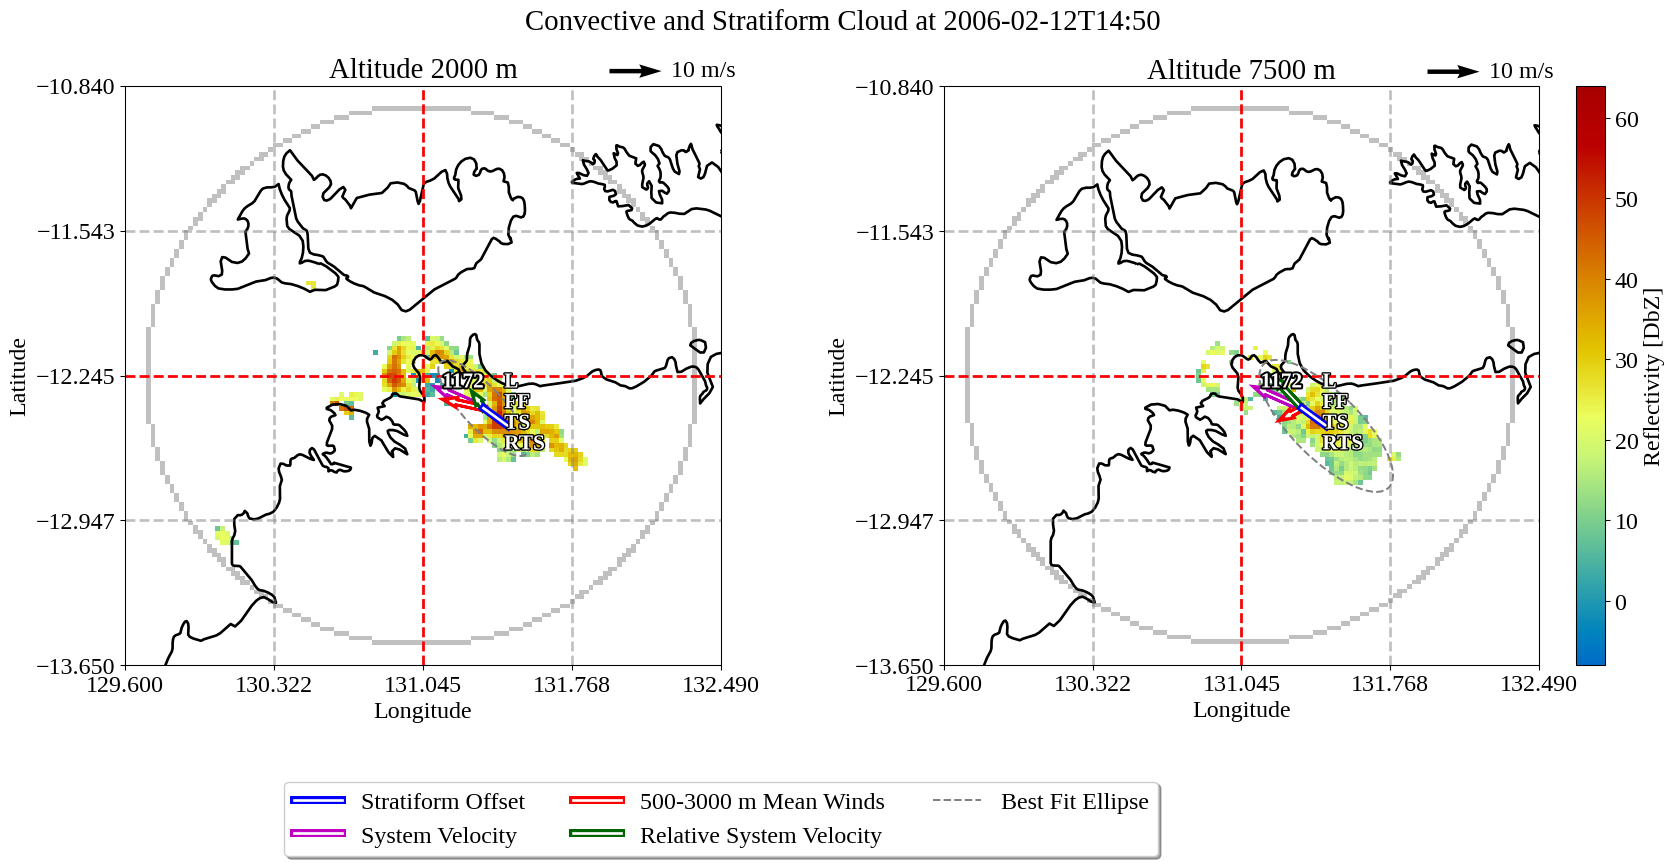 Convective and Stratiform Cloud at 2006-02-12T14:50
Altitude 2000 m
10 m/s
−10.840
−11.543
−12.245
−12.947
−13.650
129.600
130.322
131.045
131.768
132.490
Longitude
Latitude
1172
L
FF
TS
RTS
Altitude 7500 m
10 m/s
−10.840
−11.543
−12.245
−12.947
−13.650
129.600
130.322
131.045
131.768
132.490
Longitude
Latitude
1172
L
FF
TS
RTS
60
50
40
30
20
10
0
Reflectivity [DbZ]
Stratiform Offset
System Velocity
500-3000 m Mean Winds
Relative System Velocity
Best Fit Ellipse